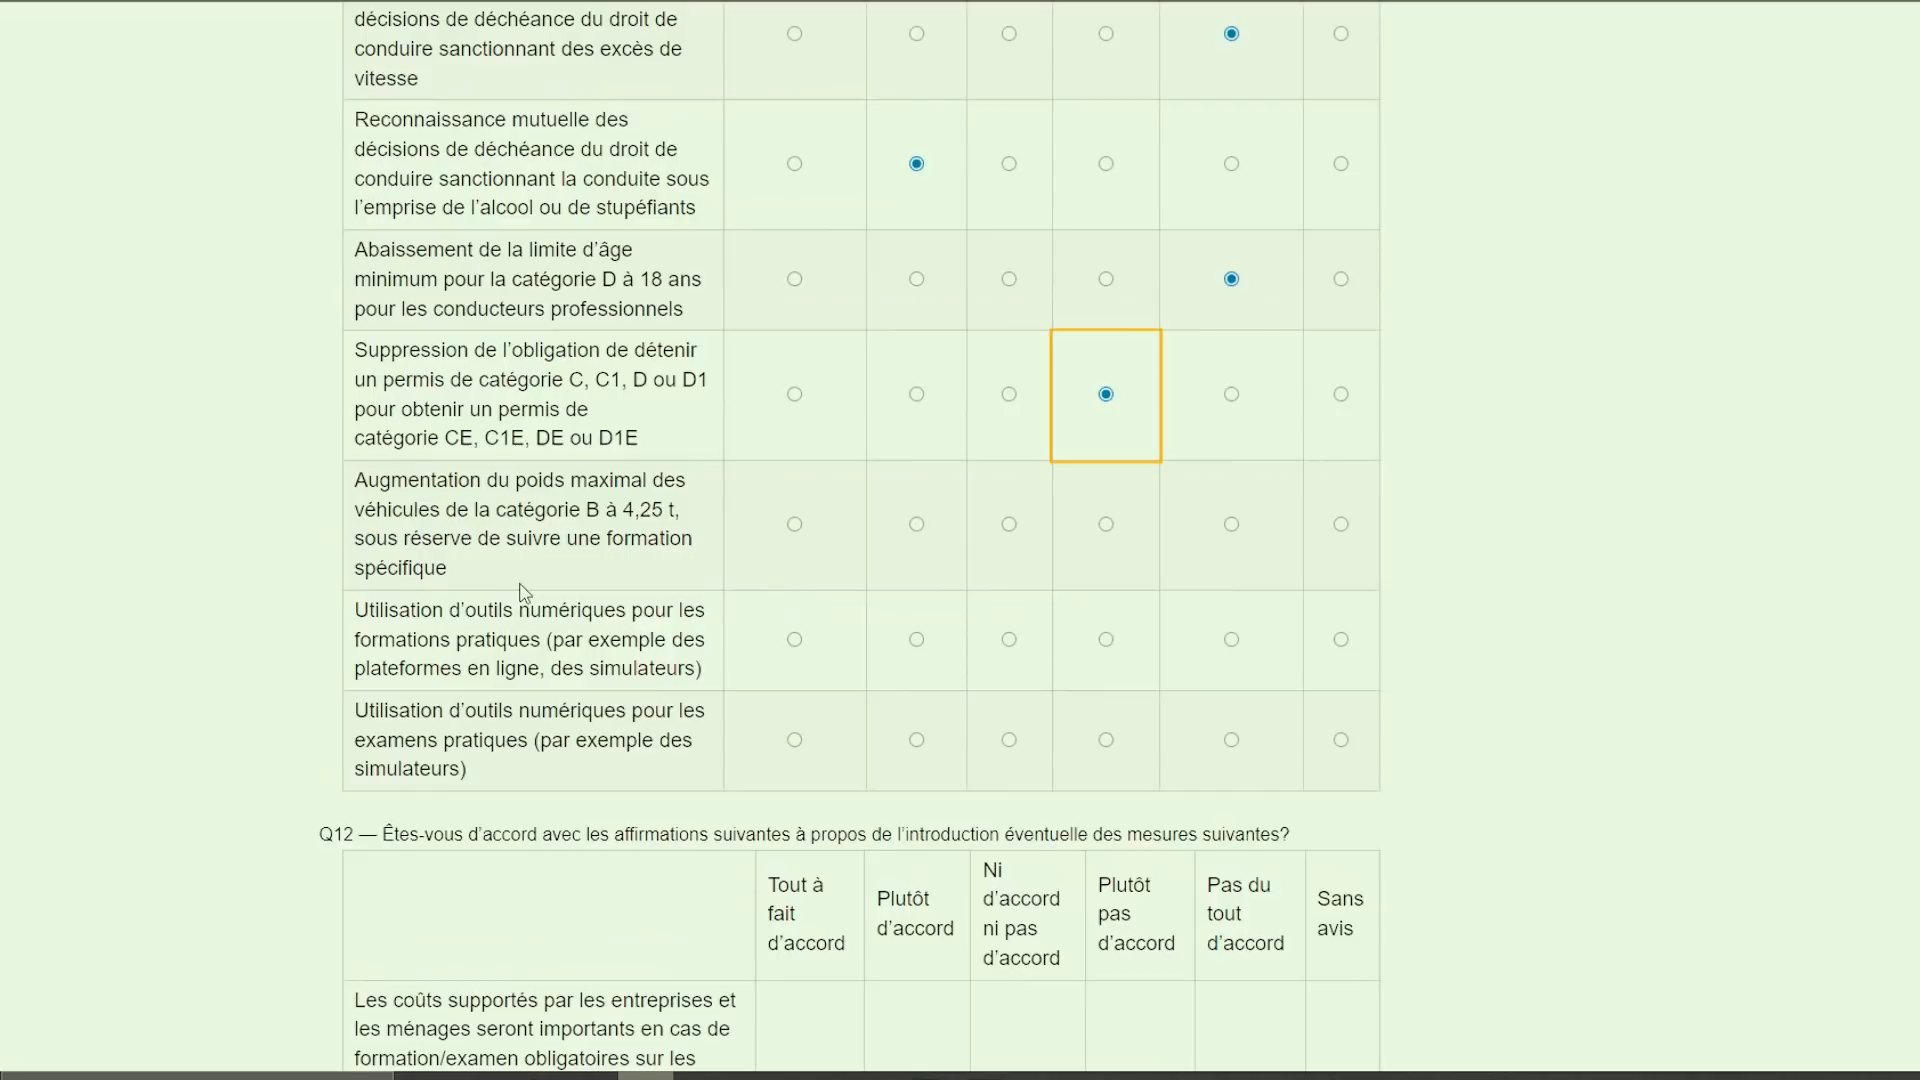 décisions de déchéance du droit de
conduire sanctionnant des excès de
vitesse
Reconnaissance mutuelle des
décisions de déchéance du droit de
conduire sanctionnant la conduite sous
l’emprise de l’alcool ou de stupéfiants
Abaissement de la limite d’âge
minimum pour la catégorie D à 18 ans
pour les conducteurs professionnels
Suppression de l’obligation de détenir
un permis de catégorie C, C1, D ou D1
pour obtenir un permis de
catégorie CE, C1E, DE ou D1E
Augmentation du poids maximal des
véhicules de la catégorie B à 4,25 t,
sous réserve de suivre une formation
spécifique
Utilisation d’outils numériques pour les
formations pratiques (par exemple des
plateformes en ligne, des simulateurs)
Utilisation d’outils numériques pour les
examens pratiques (par exemple des
simulateurs)
Q12 — Êtes-vous d’accord avec les affirmations suivantes à propos de l’introduction éventuelle des mesures suivantes?
Tout à
fait
d’accord
Plutôt
d’accord
Ni
d’accord
ni pas
d’accord
Plutôt
pas
d’accord
Pas du
tout
d’accord
Sans
avis
Les coûts supportés par les entreprises et
les ménages seront importants en cas de
formation/examen obligatoires sur les